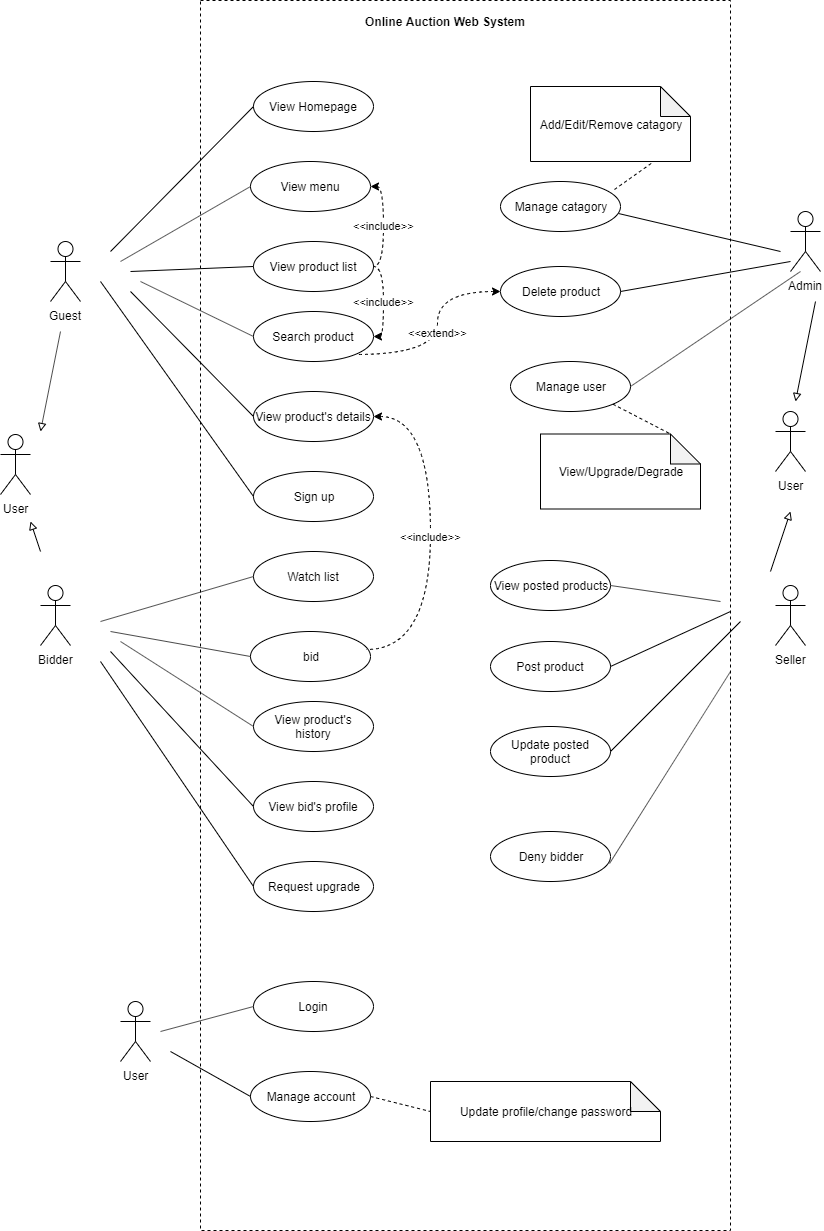 Online Auction Web System
View Homepage
Add/Edit/Remove catagory
View menu
Manage catagory
<<include>>
View product list
Guest
Admin
Delete product
<<include>>
Search product
<<extend>>
Manage user
View product's details
View/Upgrade/Degrade
User
Sign up
User
<<include>>
Watch list
View posted products
Bidder
bid
Post product
Seller
View product's
history
Update posted
product
View bid's profile
Deny bidder
Request upgrade
Login
User
Manage account
Update profile/change password